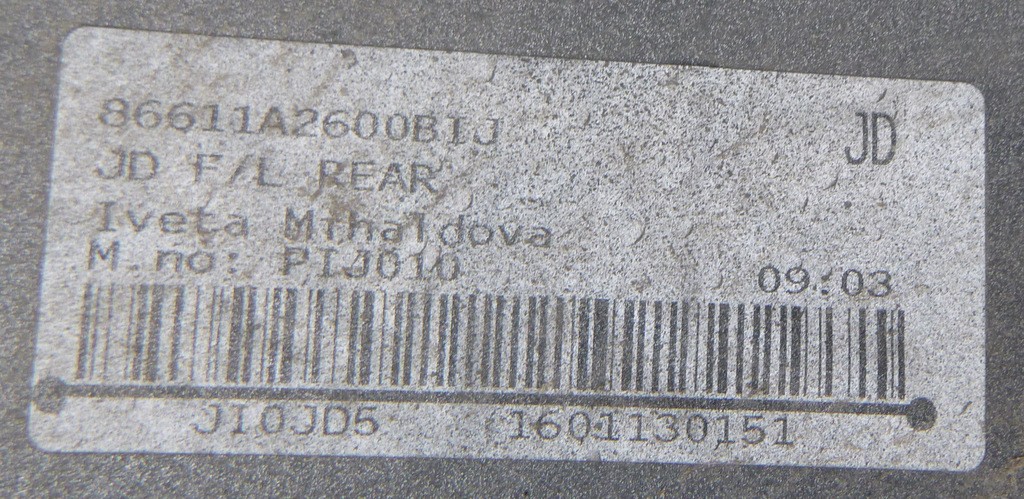 86611A2600BIJ
JD
JD F/L REAR
Iveta Mihaldova
M.no: PIJ010
09:03
JI0JD5 1601130151